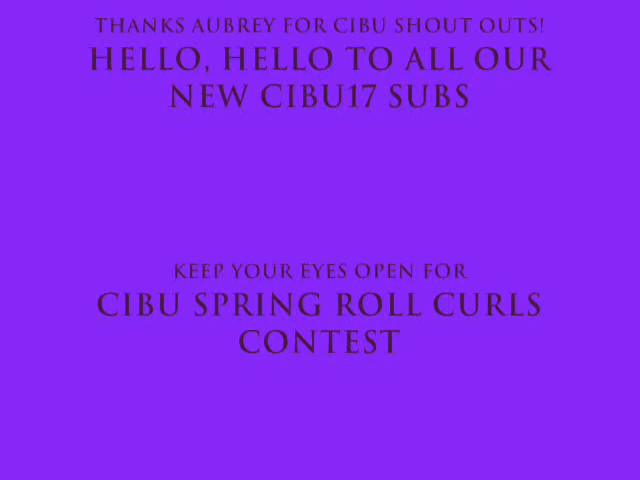 THANKS AUBREY FOR CIBU SHOUT OUTS!
HELLO, HELLO TO ALL OUR
NEW CIBU17 SUBS
KEEP YOUR EYES OPEN FOR
CIBU SPRING ROLL CURLS
CONTEST